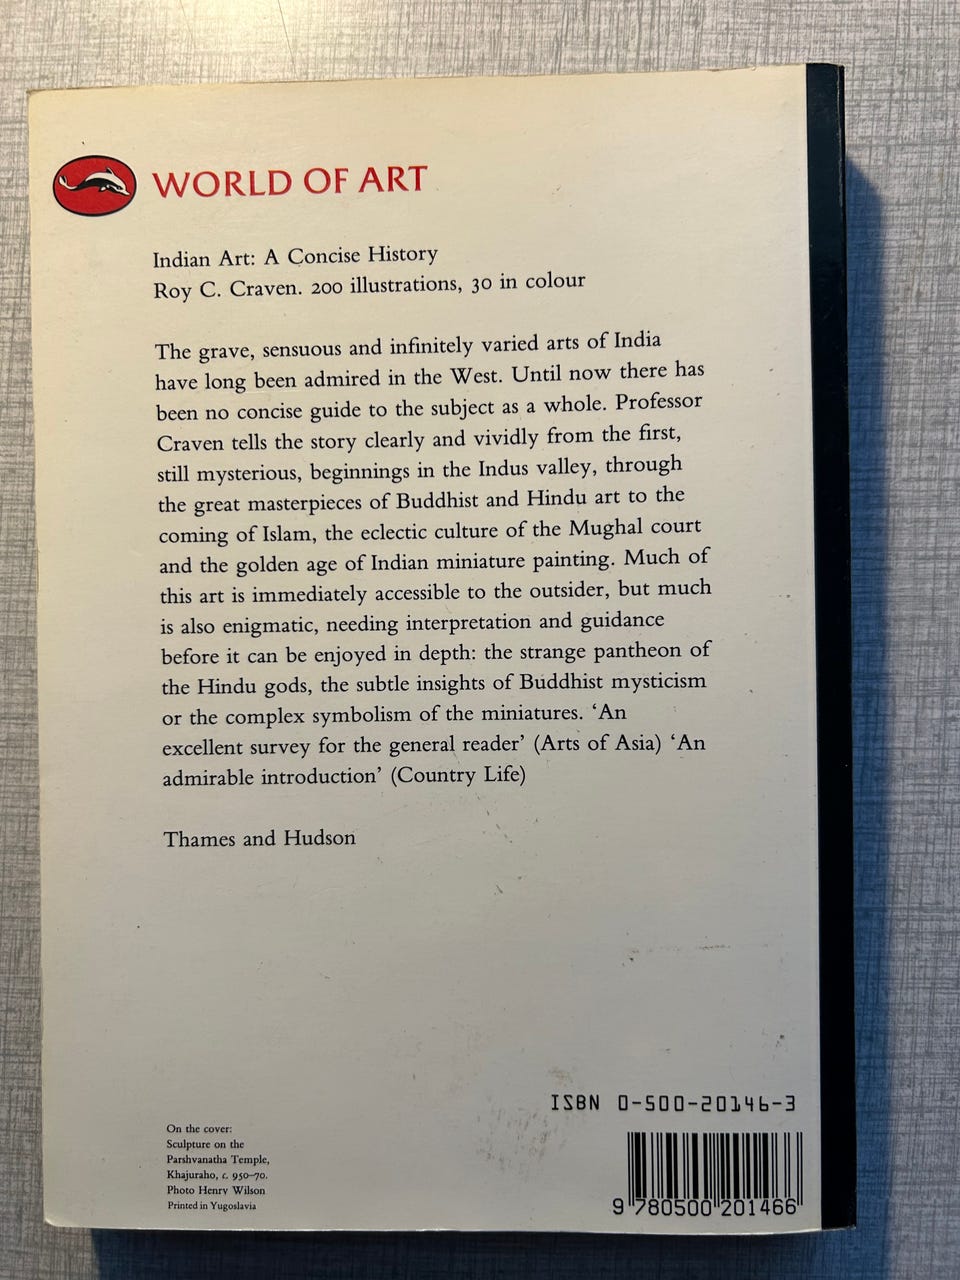 WORLD OF ART
Indian Art: A Concise History
Roy C. Craven. 200 illustrations, 30 in colour
The grave, sensuous and infinitely varied arts of India
have long been admired in the West. Until now there has
been no concise guide to the subject as a whole. Professor
Craven tells the story clearly and vividly from the first,
still mysterious, beginnings in the Indus valley, through
the great masterpieces of Buddhist and Hindu art to the
coming of Islam, the eclectic culture of the Mughal court
and the golden age of Indian miniature painting. Much of
this art is immediately accessible to the outsider, but much
is also enigmatic, needing interpretation and guidance
before it can be enjoyed in depth: the strange pantheon of
the Hindu gods, the subtle insights of Buddhist mysticism
or the complex symbolism of the miniatures. ‘An
excellent survey for the general reader’ (Arts of Asia) ‘An
admirable introduction’ (Country Life)
Thames and Hudson
ISBN 0-500-20146-3
On the cover:
Sculpture on the
Parshvanatha Temple,
Khajuraho, c. 950–70.
Photo Henry Wilson
Printed in Yugoslavia
9 780500 201466